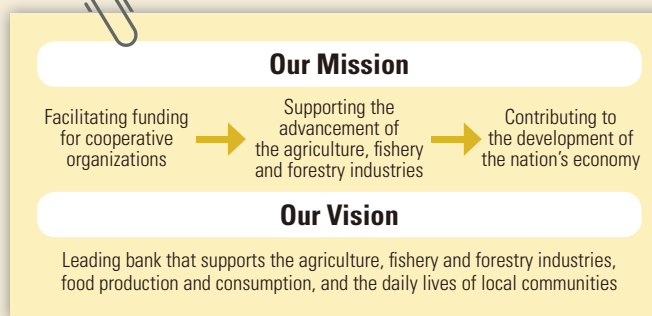 Our Mission
Facilitating funding
for cooperative
organizations
Supporting the
advancement of
the agriculture, fishery
and forestry industries
Contributing to
the development of
the nation's economy
Our Vision
Leading bank that supports the agriculture, fishery and forestry industries,
food production and consumption, and the daily lives of local communities